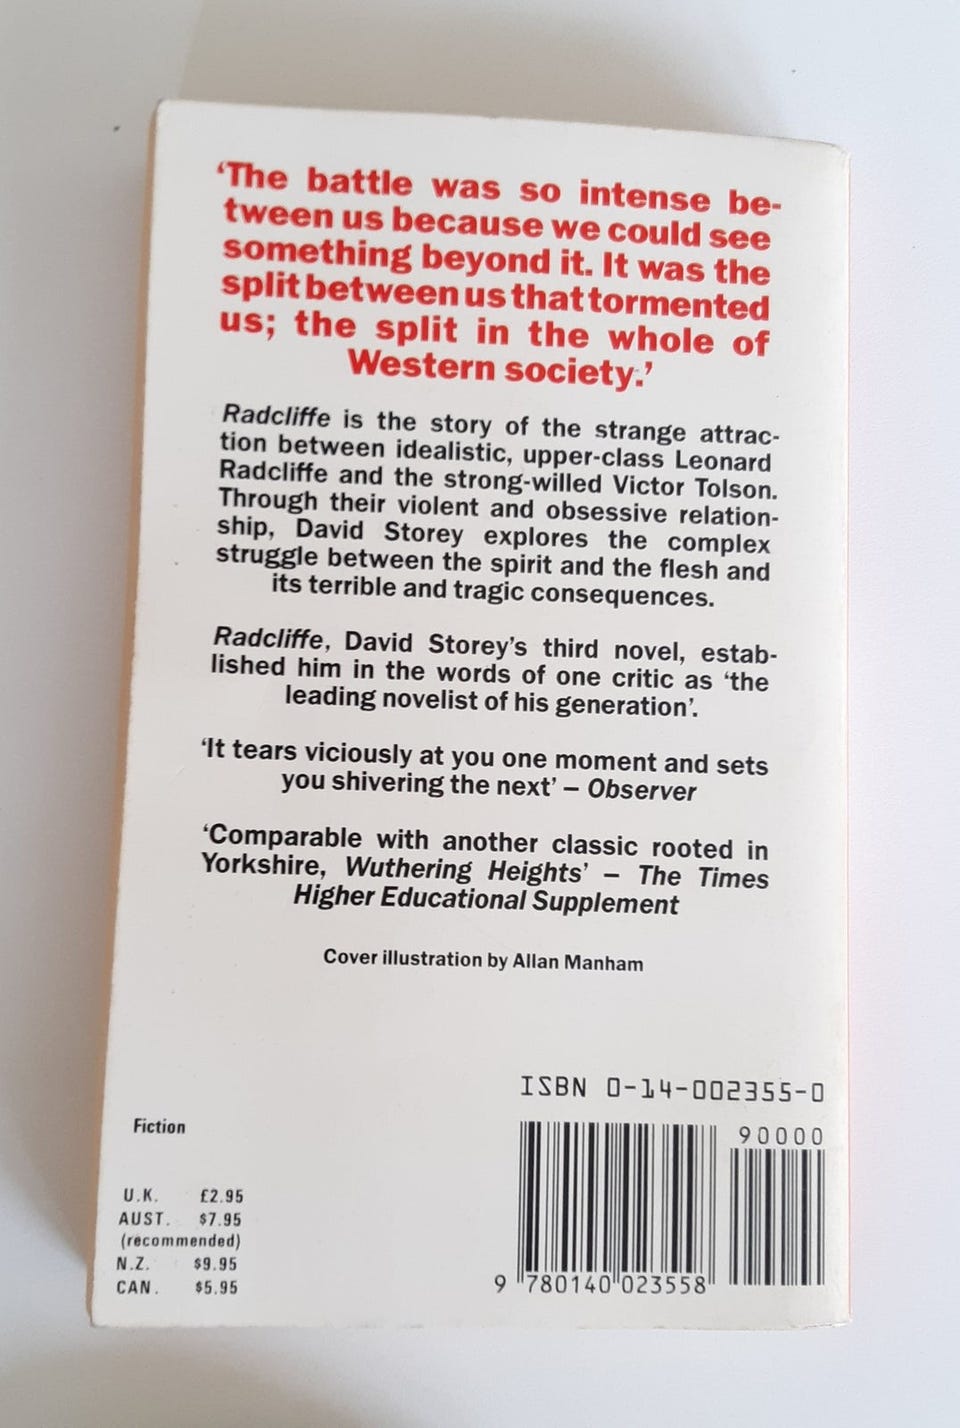 ‘The battle was so intense be-
tween us because we could see
something beyond it. It was the
split between us that tormented
us; the split in the whole of
Western society.’
Radcliffe is the story of the strange attrac-
tion between idealistic, upper-class Leonard
Radcliffe and the strong-willed Victor Tolson.
Through their violent and obsessive relation-
ship, David Storey explores the complex
struggle between the spirit and the flesh and
its terrible and tragic consequences.
Radcliffe, David Storey’s third novel, estab-
lished him in the words of one critic as ‘the
leading novelist of his generation’.
‘It tears viciously at you one moment and sets
you shivering the next’ – Observer
‘Comparable with another classic rooted in
Yorkshire, Wuthering Heights’ – The Times
Higher Educational Supplement
Cover illustration by Allan Manham
ISBN 0-14-002355-0
90000
9 780140 023558
Fiction
U.K. £2.95
AUST. $7.95
(recommended)
N.Z. $9.95
CAN. $5.95